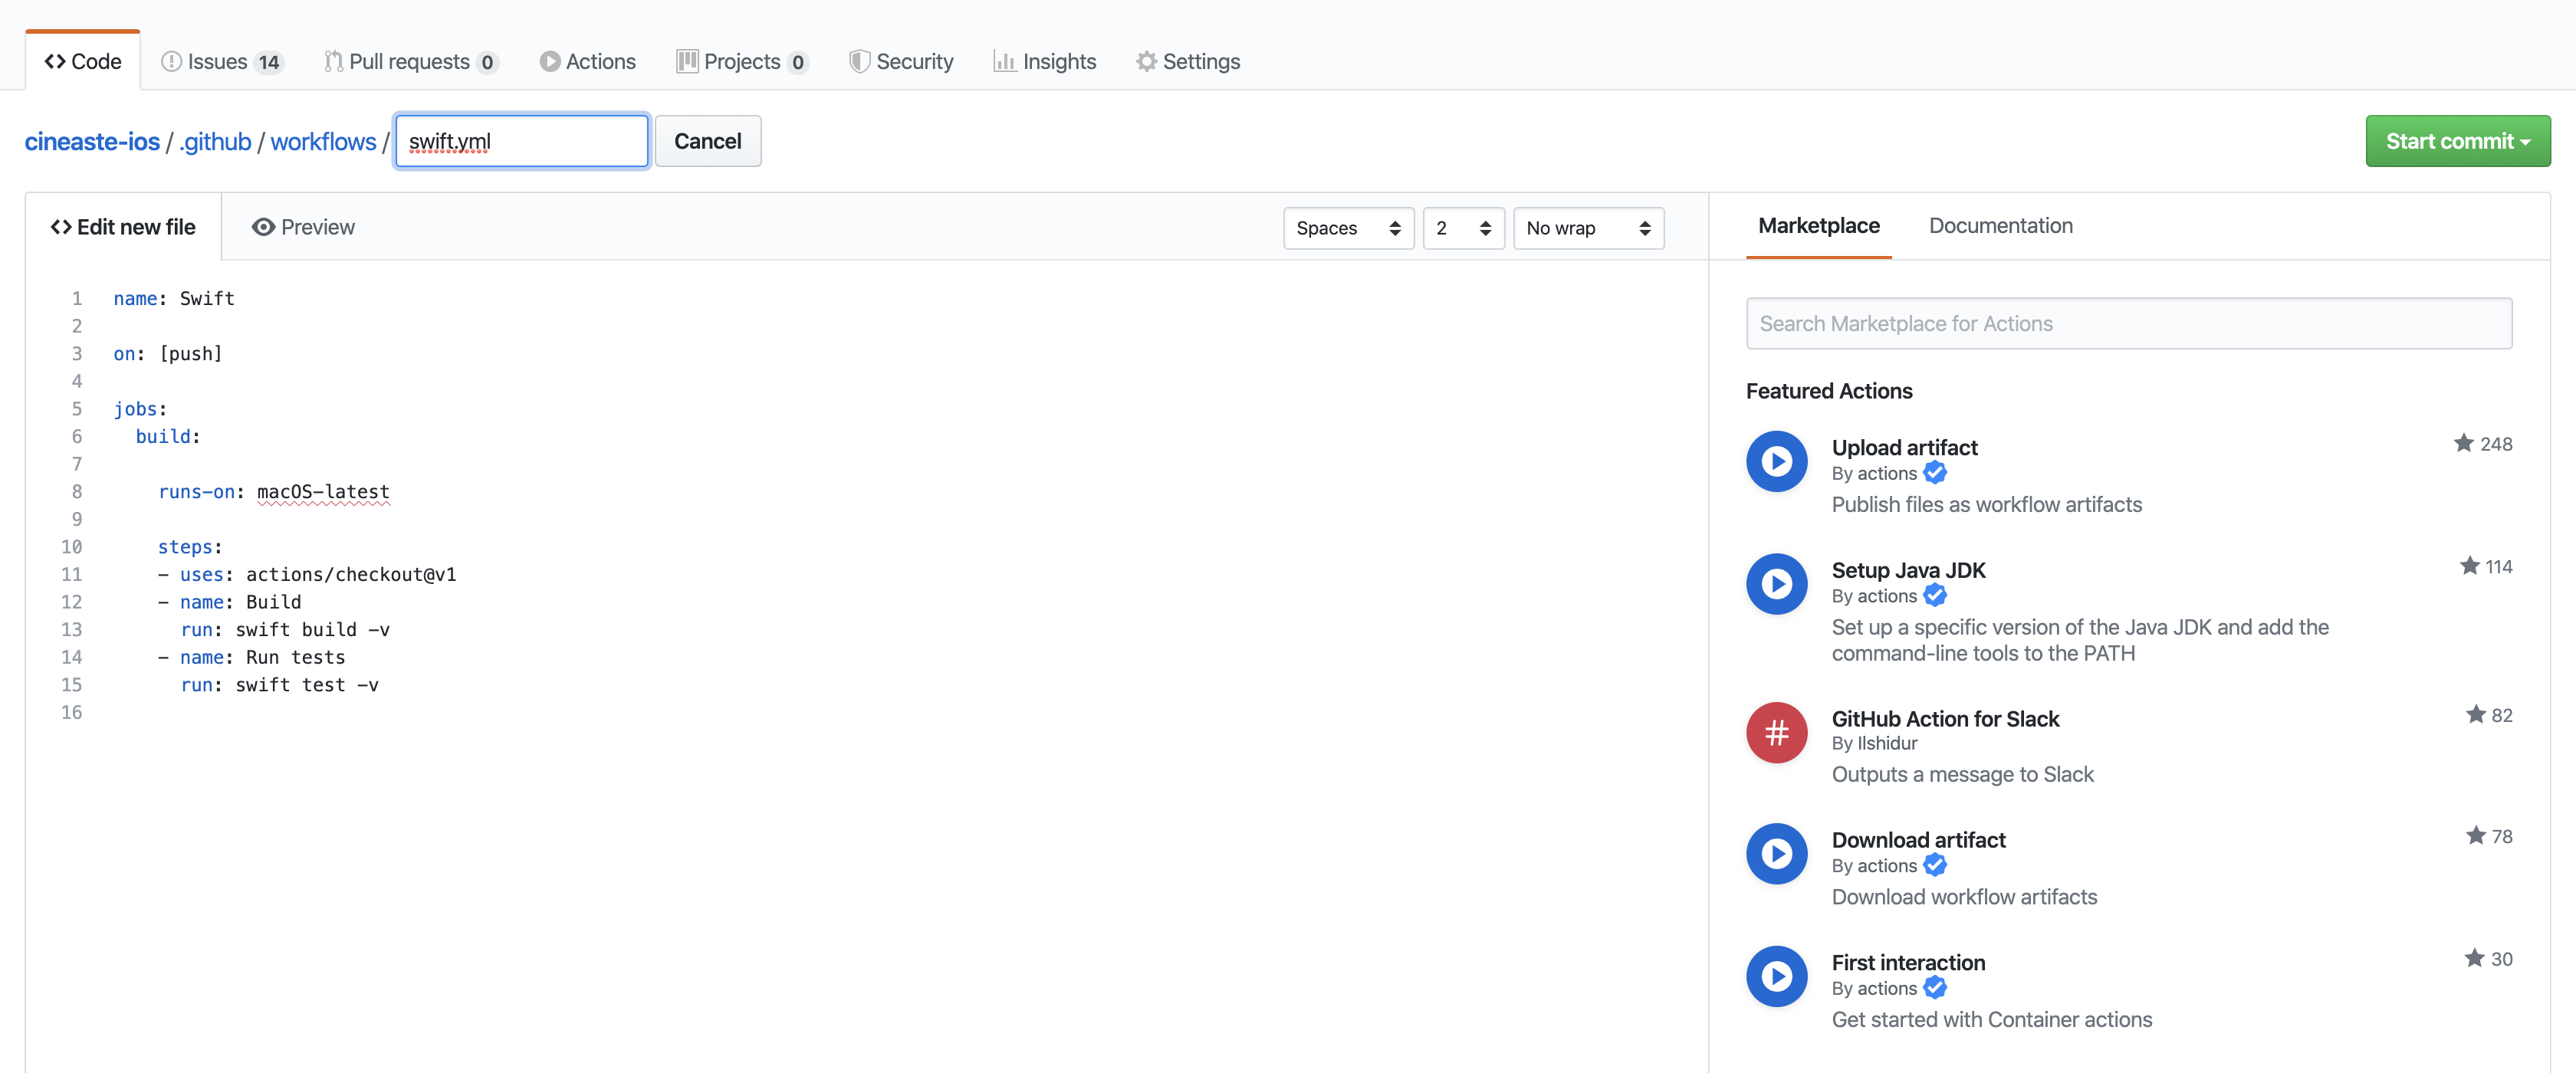 Code Issues 14 Pull requests 0 Actions Projects 0 Security Insights Settings
cineaste-ios / .github / workflows / swift.yml Cancel Start commit
Edit new file Preview Spaces 2 No wrap
1 name: Swift
2
3 on: [push]
4
5 jobs:
6 build:
7
8 runs-on: macOS-latest
9
10 steps:
11 - uses: actions/checkout@v1
12 - name: Build
13 run: swift build -v
14 - name: Run tests
15 run: swift test -v
16
Marketplace Documentation
Search Marketplace for Actions
Featured Actions
Upload artifact 248
By actions
Publish files as workflow artifacts
Setup Java JDK 114
By actions
Set up a specific version of the Java JDK and add the
command-line tools to the PATH
GitHub Action for Slack 82
By Ilshidur
Outputs a message to Slack
Download artifact 78
By actions
Download workflow artifacts
First interaction 30
By actions
Get started with Container actions